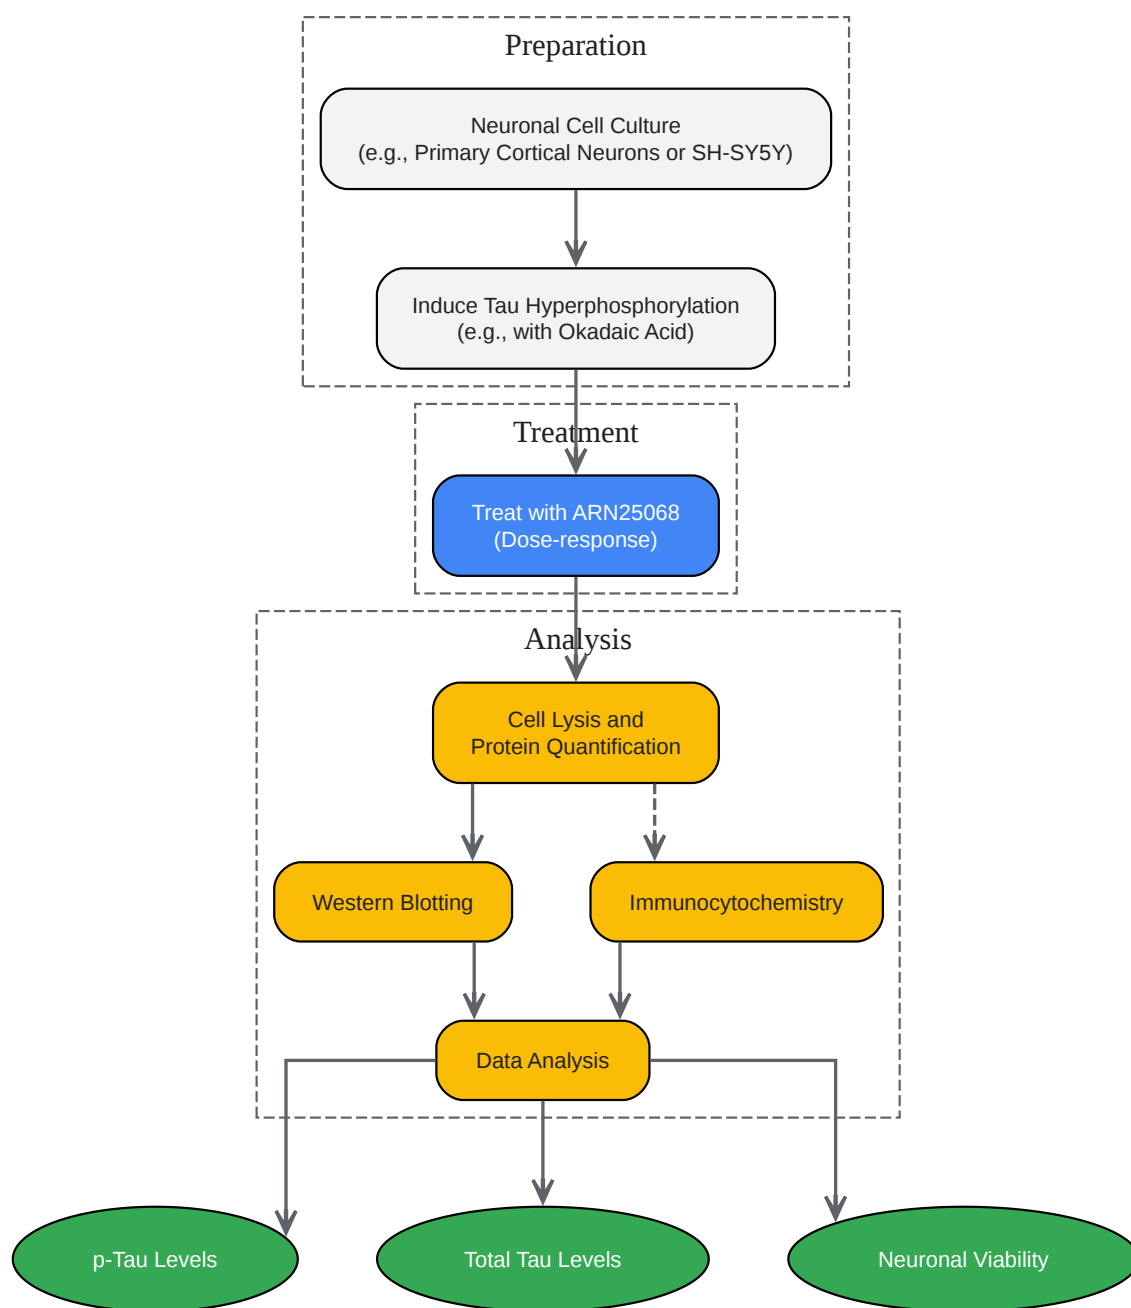 Preparation
Neuronal Cell Culture
(e.g., Primary Cortical Neurons or SH-SY5Y)
Induce Tau Hyperphosphorylation
(e.g., with Okadaic Acid)
Treatment
Treat with ARN25068
(Dose-response)
Analysis
Cell Lysis and
Protein Quantification
Western Blotting
Immunocytochemistry
Data Analysis
p-Tau Levels
Total Tau Levels
Neuronal Viability